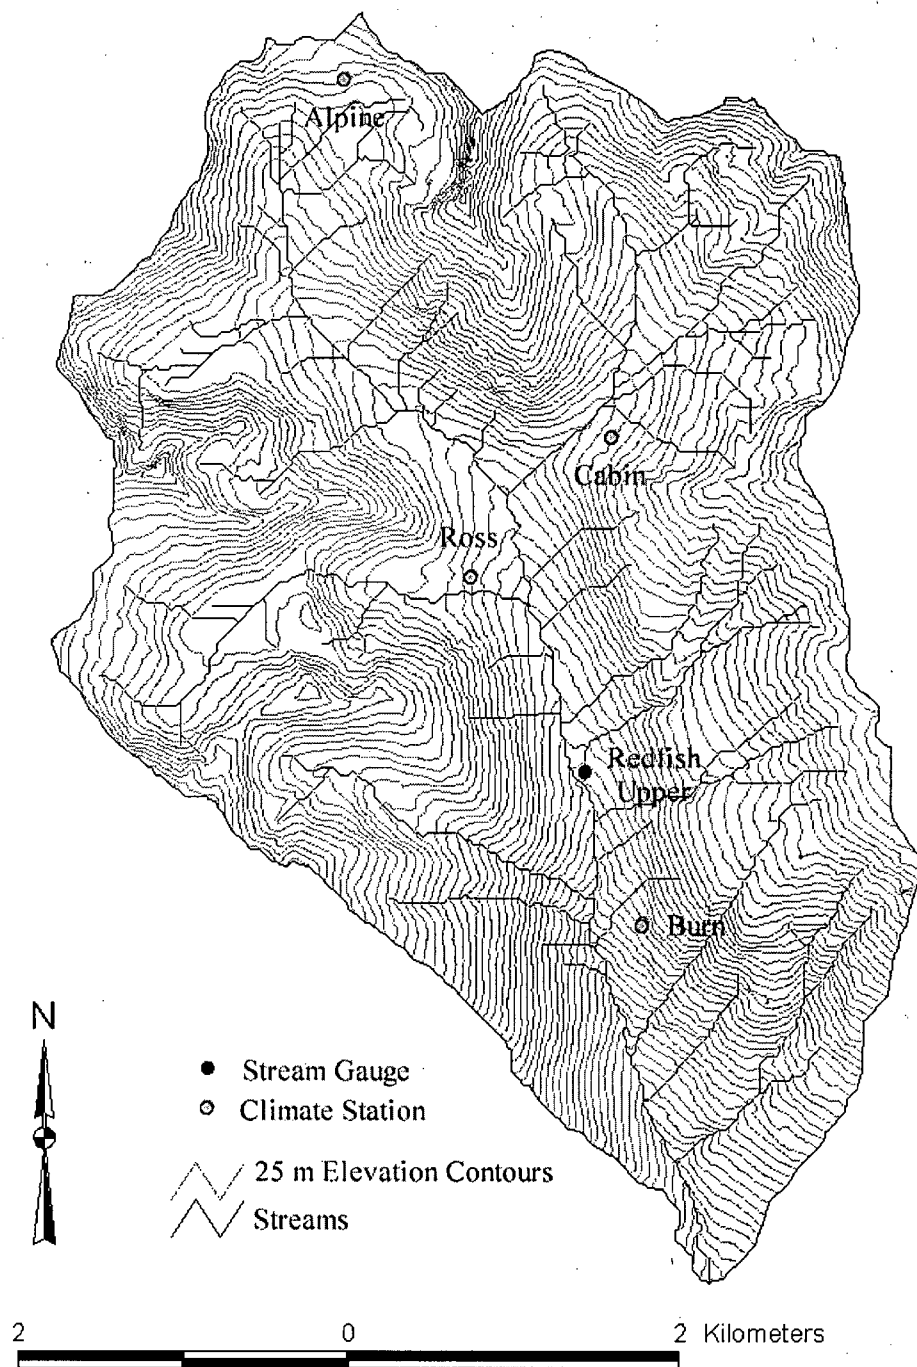 Alpine
Cabin
Ross
Redfish
Upper
Burn
N
Stream Gauge
Climate Station
25 m Elevation Contours
Streams
2 0 2 Kilometers